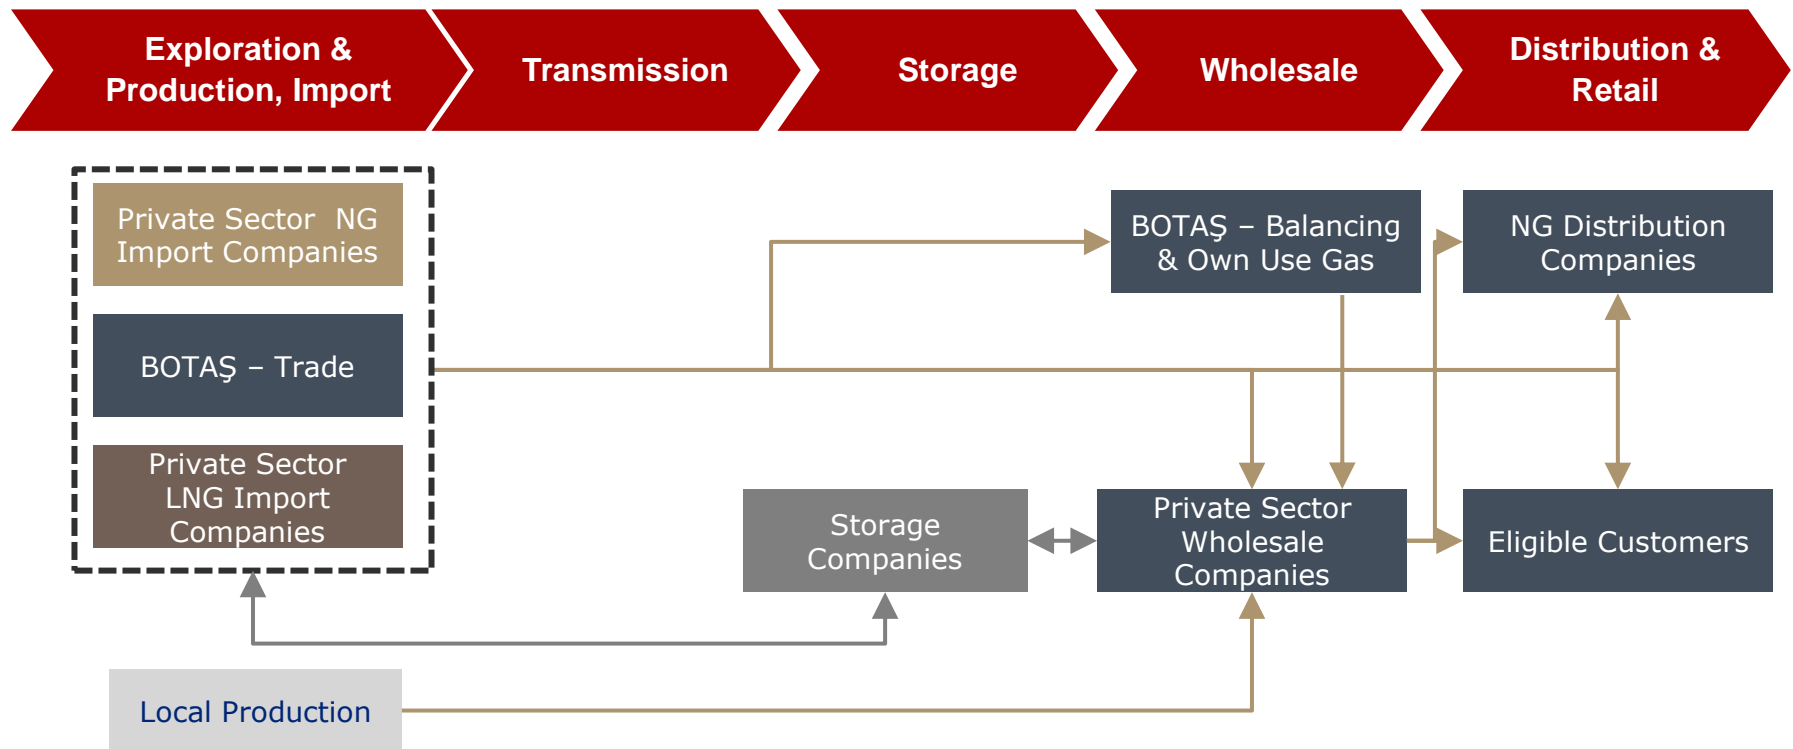 Exploration &
Production, Import
Transmission
Storage
Wholesale
Distribution &
Retail
Private Sector  NG
Import Companies
BOTAŞ – Trade
Private Sector
LNG Import
Companies
BOTAŞ – Balancing
& Own Use Gas
NG Distribution
Companies
Storage
Companies
Private Sector
Wholesale
Companies
Eligible Customers
Local Production